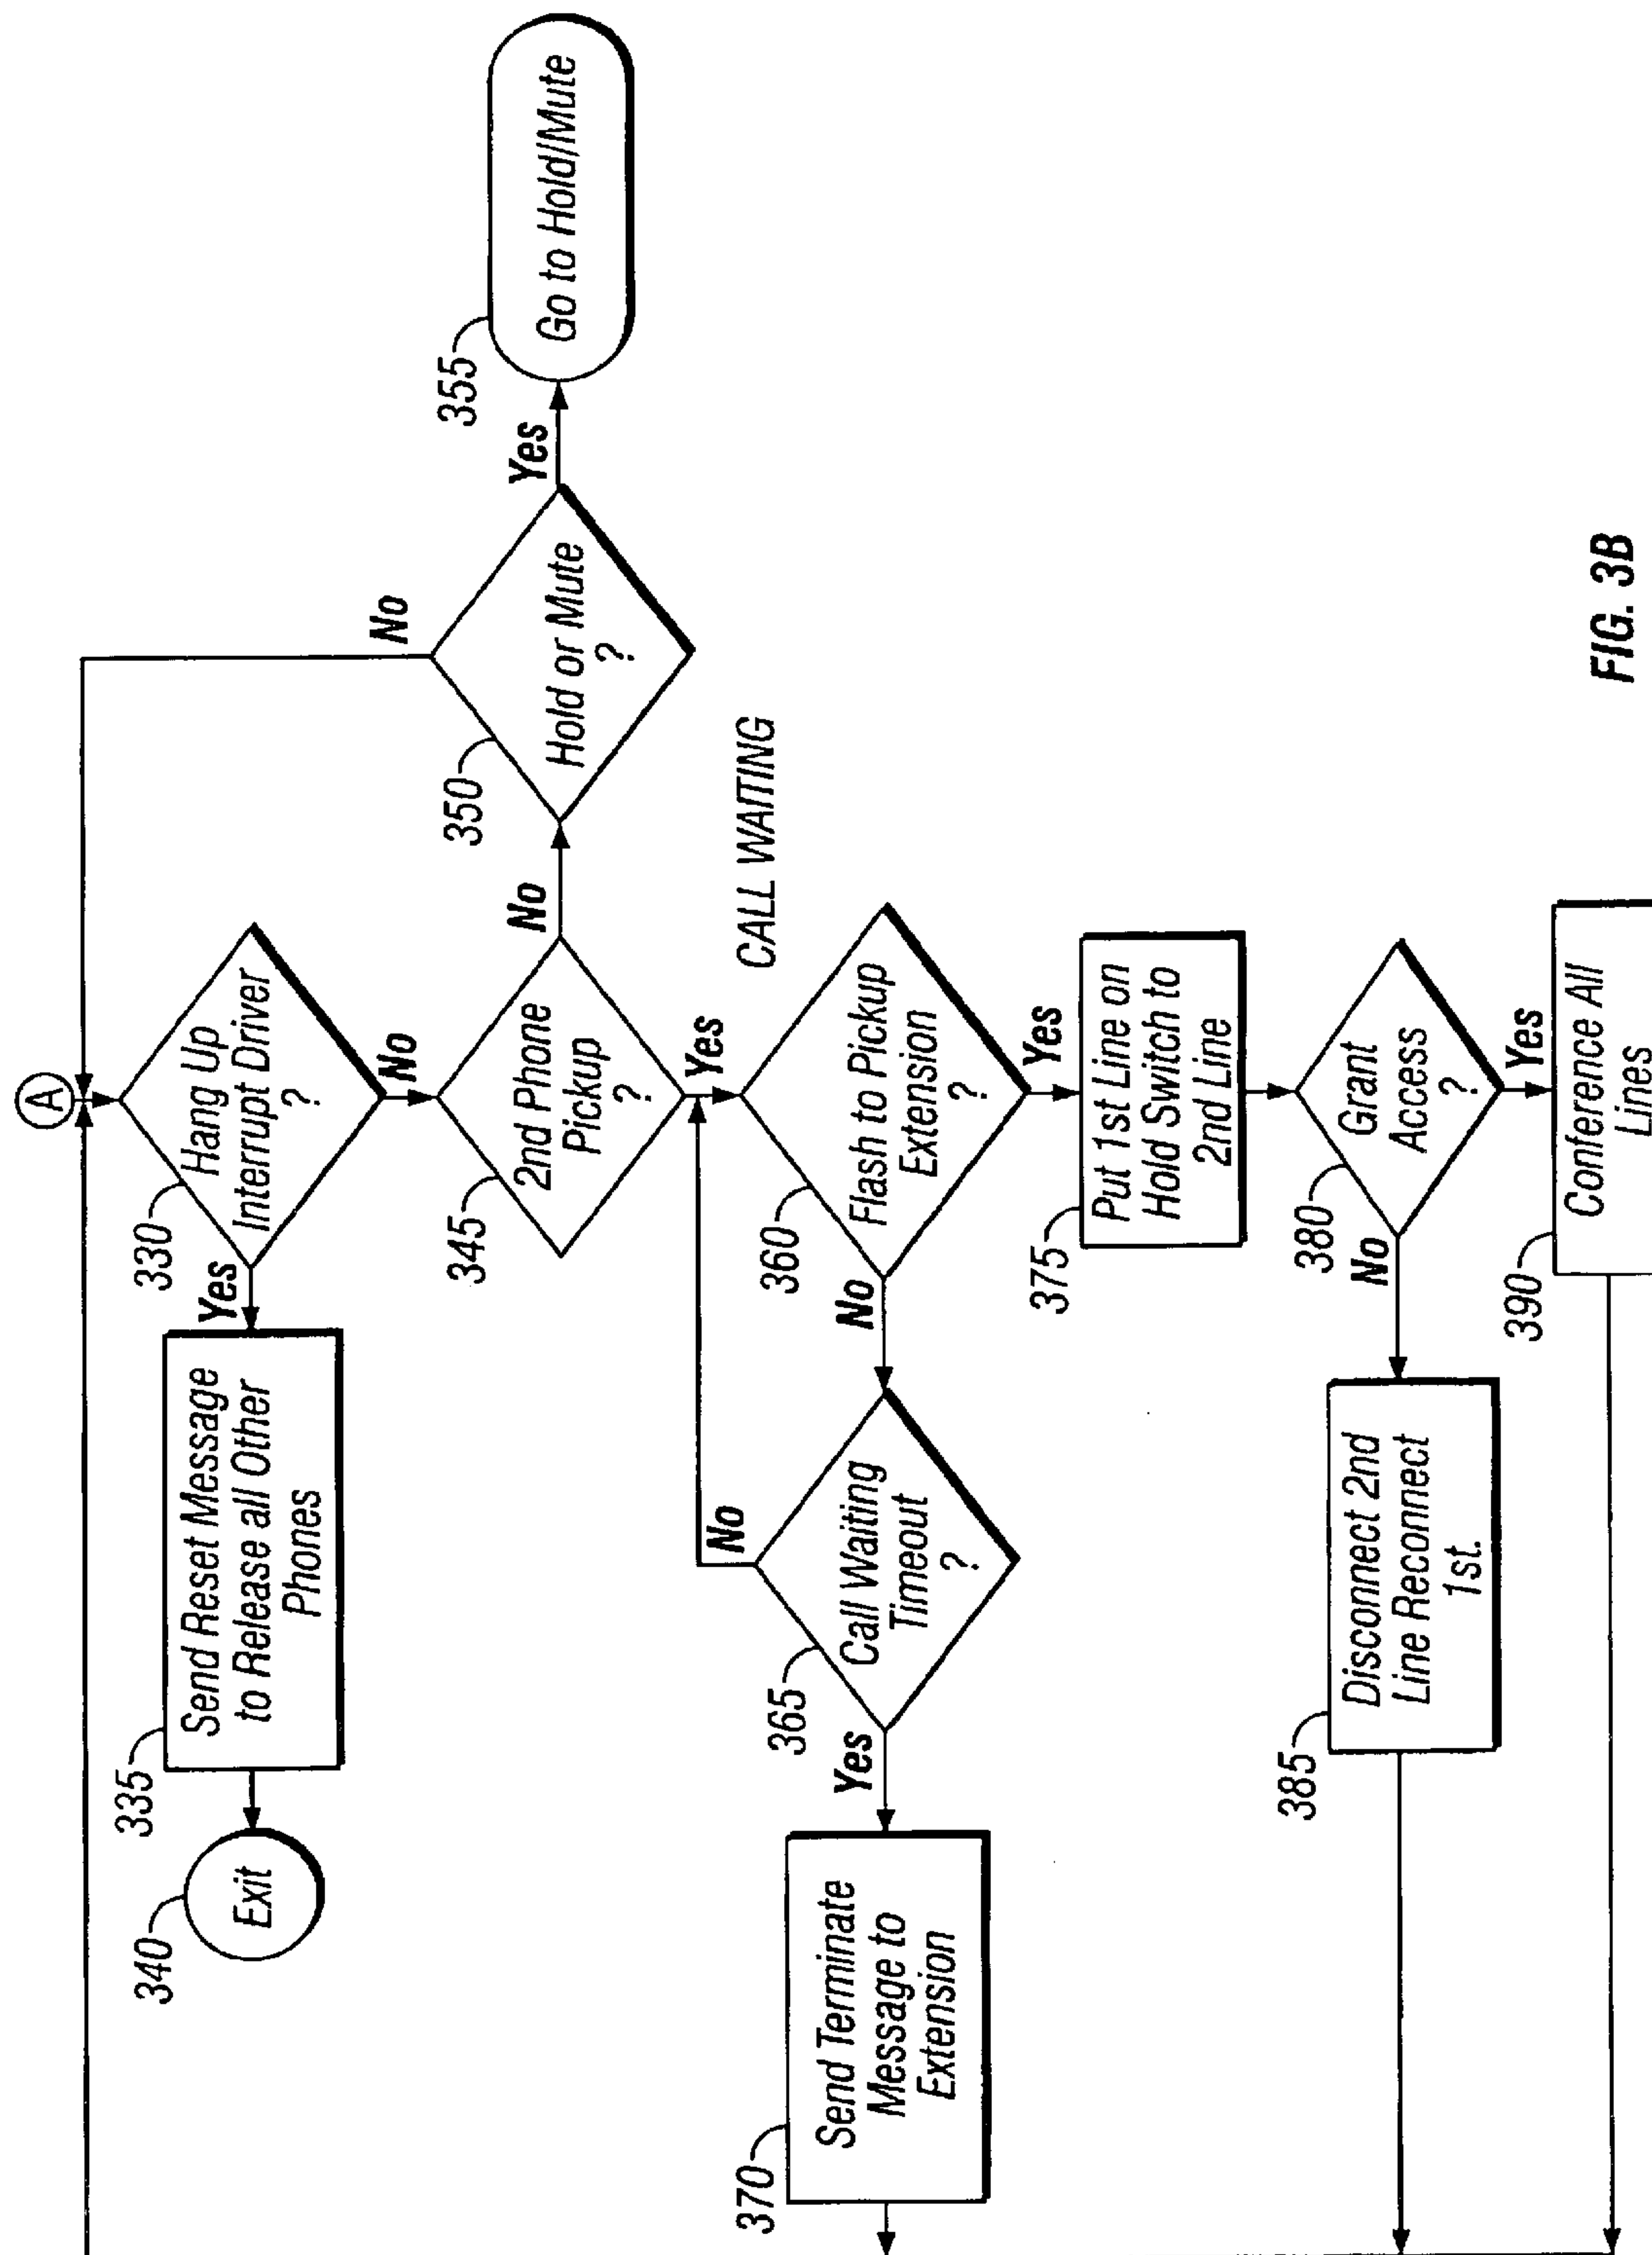 A
330
Hang Up
Interrupt Driver
?
Yes
No
335
Send Reset Message
to Release all Other
Phones
340
Exit
345
2nd Phone
Pickup
?
No
Yes
350
Hold or Mute
?
No
Yes
355
Go to Hold/Mute
CALL WAITING
360
Flash to Pickup
Extension
?
No
Yes
365
Call Waiting
Timeout
?
No
Yes
370
Send Terminate
Message to
Extension
375
Put 1st Line on
Hold Switch to
2nd Line
380
Grant
Access
?
No
Yes
385
Disconnect 2nd
Line Reconnect
1st.
390
Conference All
Lines
FIG. 3B